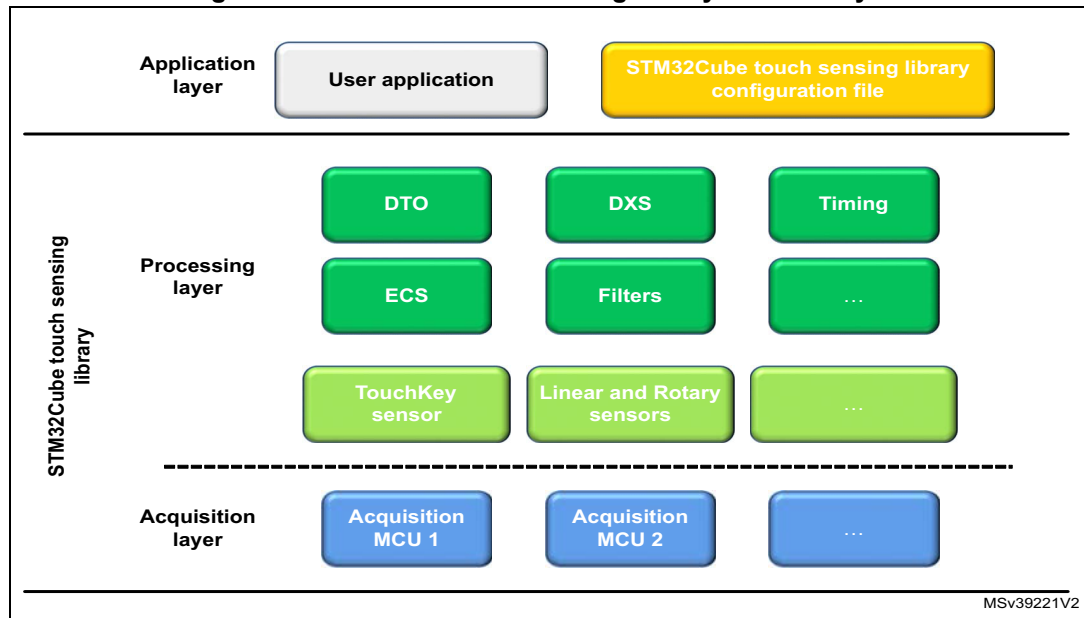 Application
layer
User application
STM32Cube touch sensing library
configuration file
STM32Cube touch sensing
library
Processing
layer
DTO
DXS
Timing
ECS
Filters
...
TouchKey
sensor
Linear and Rotary
sensors
...
Acquisition
layer
Acquisition
MCU 1
Acquisition
MCU 2
...
MSv39221V2